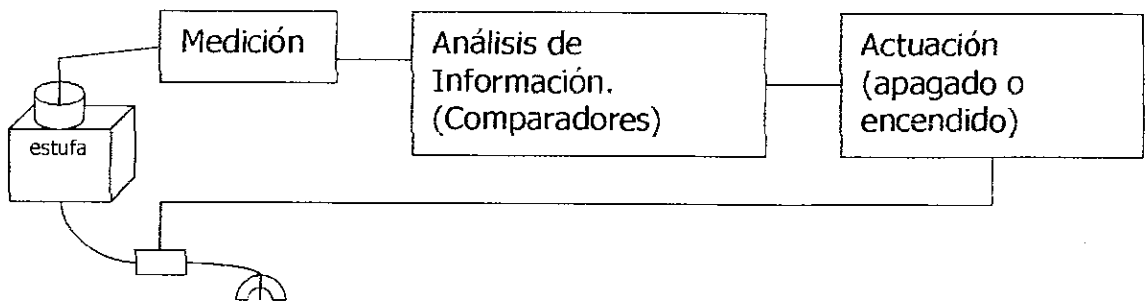 Medición
Análisis de
Información.
(Comparadores)
Actuación
(apagado o
encendido)
estufa